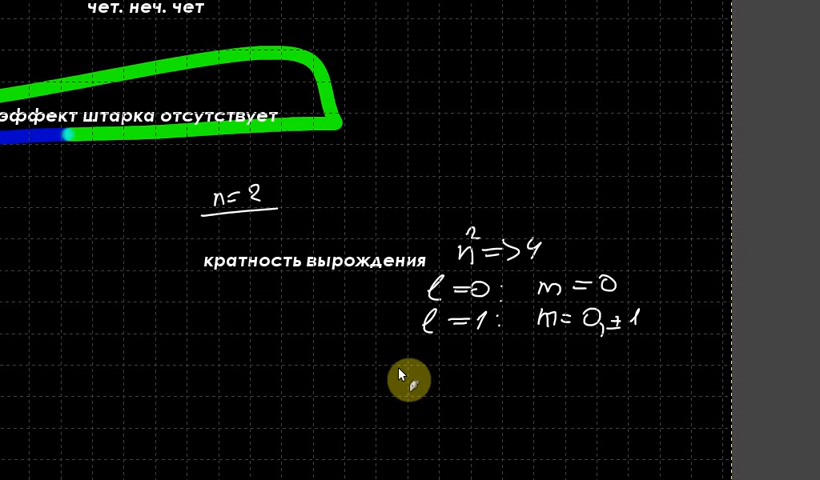 чет. неч. чет
эффект штарка отсутствует
n = 2
кратность вырождения n² => 4
l = 0 : m = 0
l = 1 : m = 0, ± 1